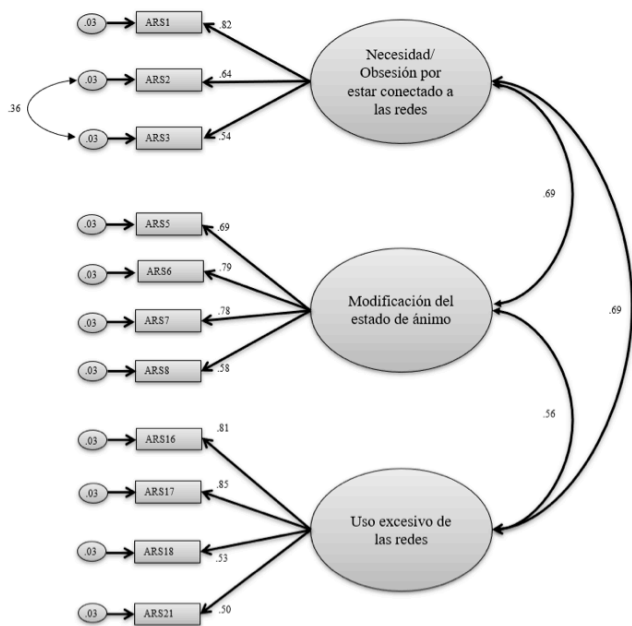 .03 ARS1 .82
.03 ARS2 .64
.36
.03 ARS3 .54
Necesidad/
Obsesión por
estar conectado a
las redes
.69
.03 ARS5 .69
.03 ARS6 .79
.03 ARS7 .78
.03 ARS8 .58
Modificación del
estado de ánimo
.69
.56
.03 ARS16 .81
.03 ARS17 .85
.03 ARS18 .53
.03 ARS21 .50
Uso excesivo de
las redes